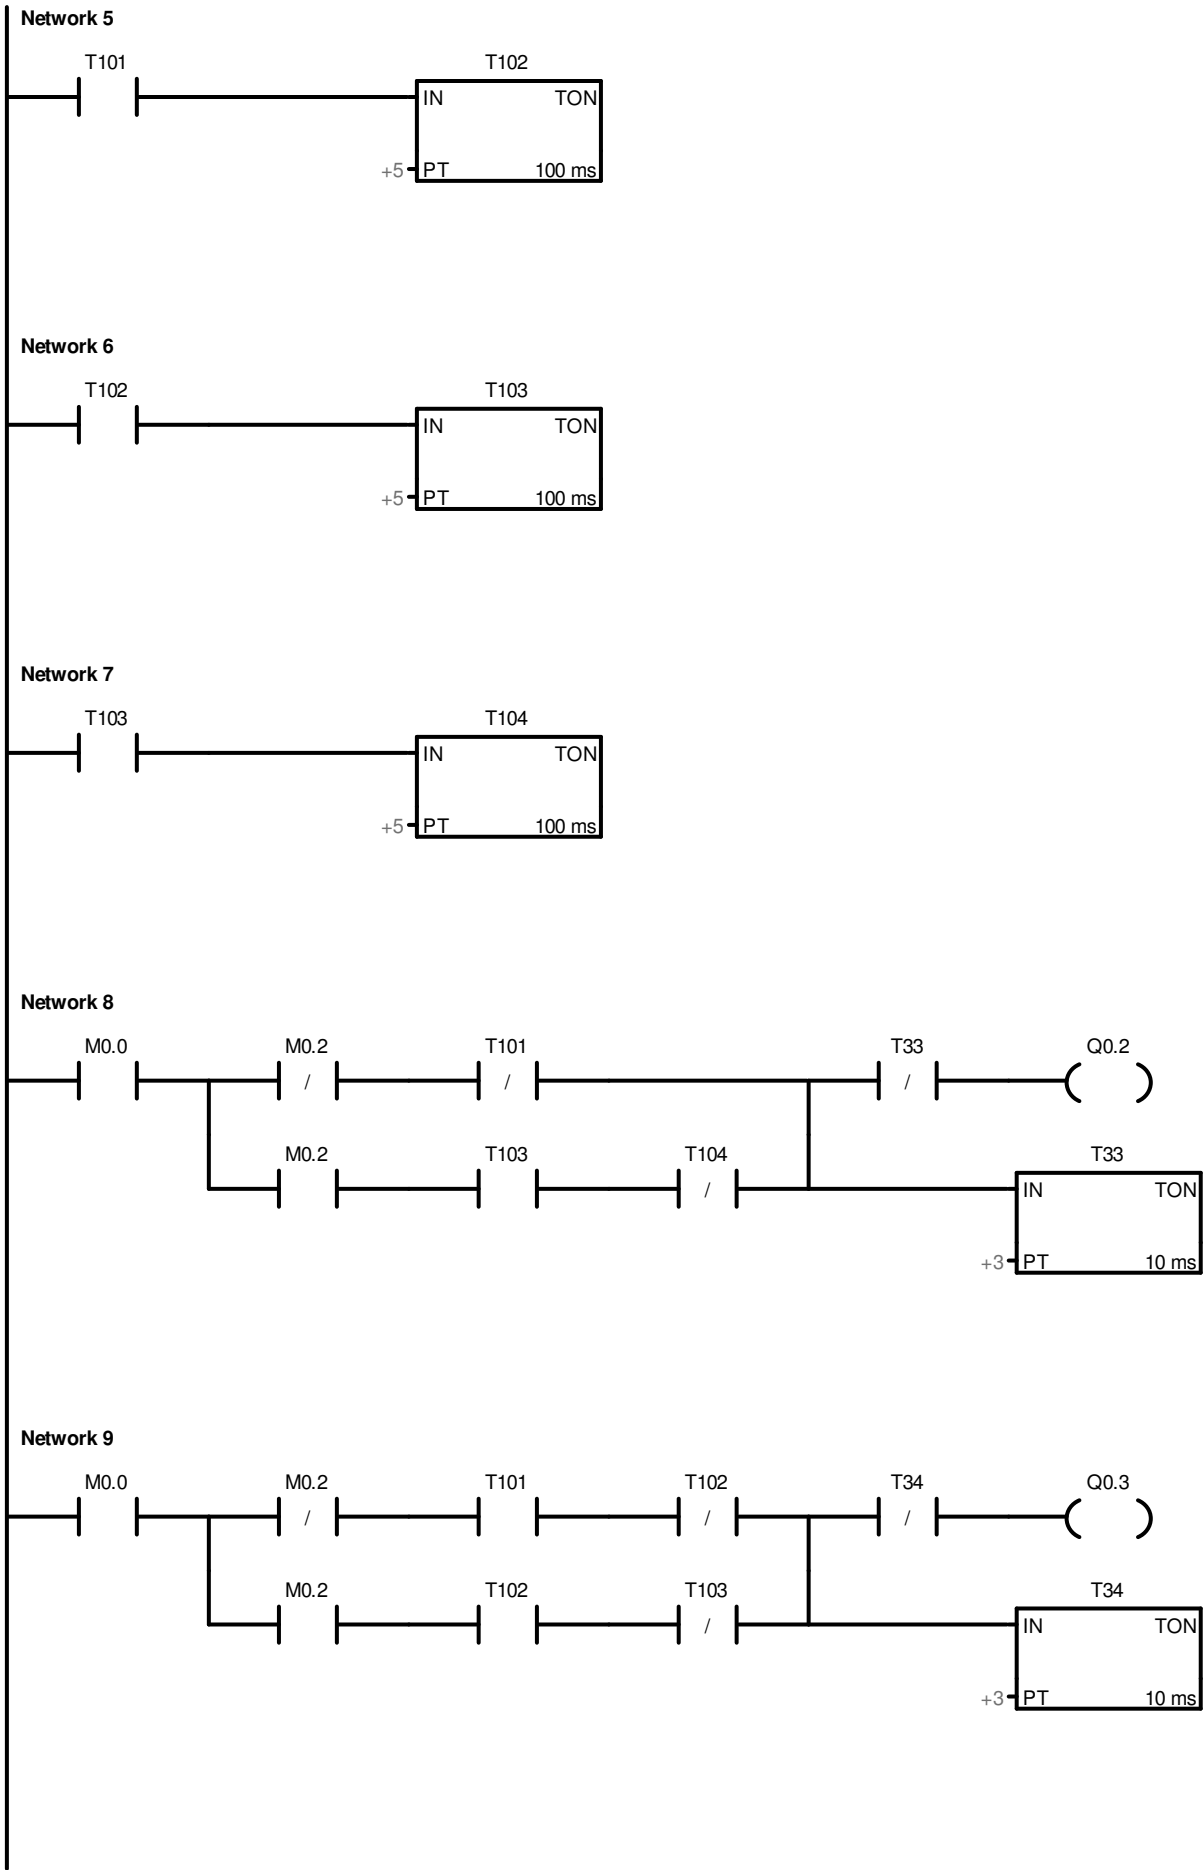 Network 5
T101 T102
IN TON
+5 PT 100 ms
Network 6
T102 T103
IN TON
+5 PT 100 ms
Network 7
T103 T104
IN TON
+5 PT 100 ms
Network 8
M0.0 M0.2 T101 T33 Q0.2
/ / /
M0.2 T103 T104 T33
/ IN TON
+3 PT 10 ms
Network 9
M0.0 M0.2 T101 T102 T34 Q0.3
/ / /
M0.2 T102 T103 T34
/ IN TON
+3 PT 10 ms